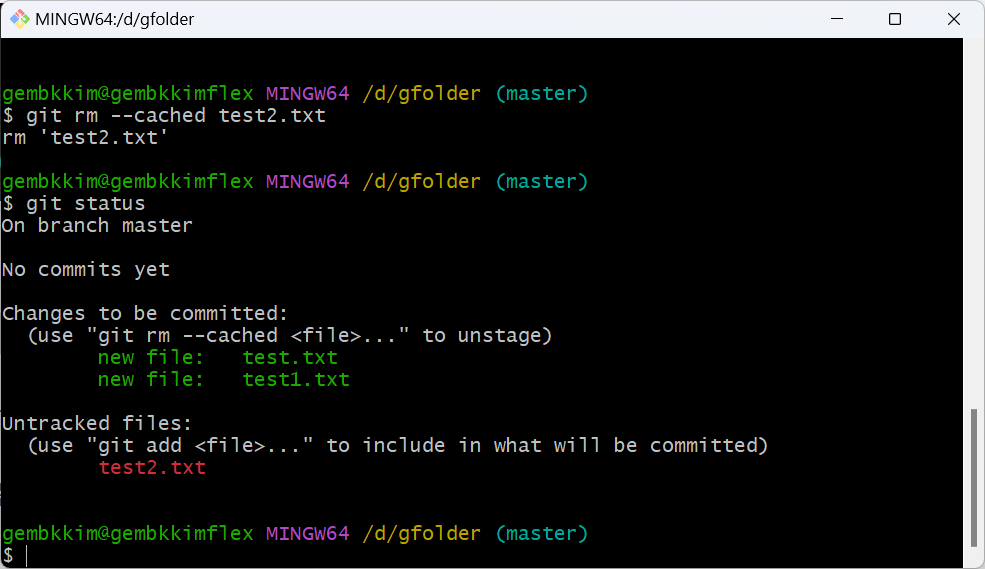 MINGW64:/d/gfolder
gembkkim@gembkkimflex MINGW64 /d/gfolder (master)
$ git rm --cached test2.txt
rm 'test2.txt'
gembkkim@gembkkimflex MINGW64 /d/gfolder (master)
$ git status
On branch master
No commits yet
Changes to be committed:
  (use "git rm --cached <file>..." to unstage)
        new file:   test.txt
        new file:   test1.txt
Untracked files:
  (use "git add <file>..." to include in what will be committed)
        test2.txt
gembkkim@gembkkimflex MINGW64 /d/gfolder (master)
$